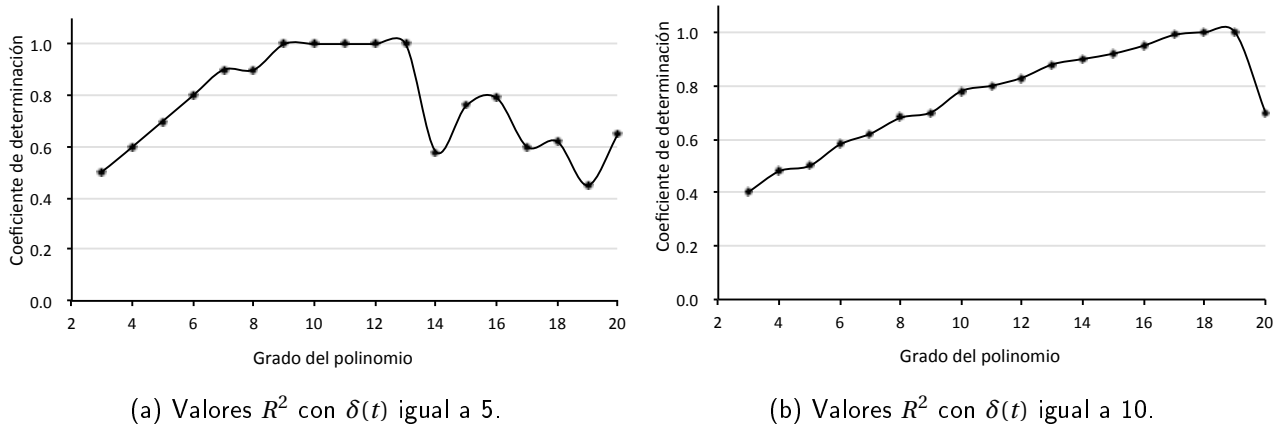 Coeficiente de determinación
1.0
0.8
0.6
0.4
0.2
0.0
2 4 6 8 10 12 14 16 18 20
Grado del polinomio
(a) Valores R² con δ(t) igual a 5.
Coeficiente de determinación
1.0
0.8
0.6
0.4
0.2
0.0
2 4 6 8 10 12 14 16 18 20
Grado del polinomio
(b) Valores R² con δ(t) igual a 10.